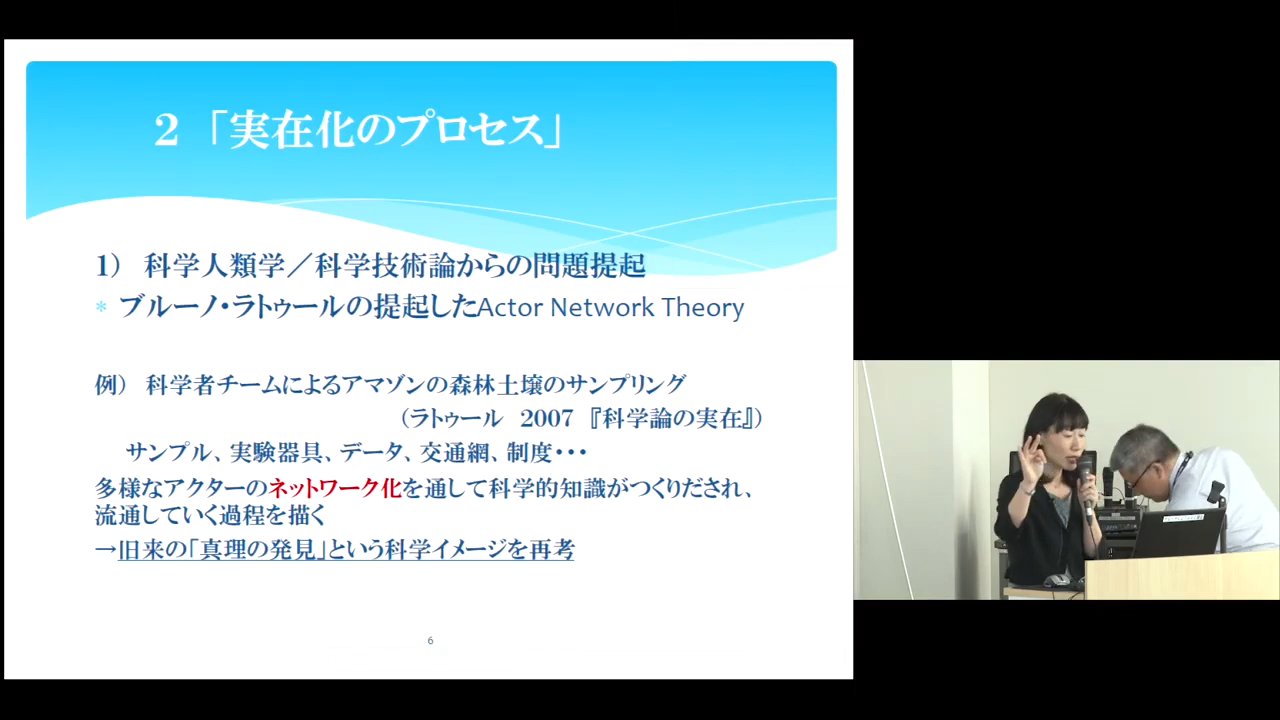 2 「実在化のプロセス」
1） 科学人類学／科学技術論からの問題提起
* ブルーノ・ラトゥールの提起したActor Network Theory
例） 科学者チームによるアマゾンの森林土壌のサンプリング
（ラトゥール 2007 『科学論の実在』）
サンプル、実験器具、データ、交通網、制度・・・
多様なアクターのネットワーク化を通して科学的知識がつくりだされ、
流通していく過程を描く
→旧来の「真理の発見」という科学イメージを再考
6